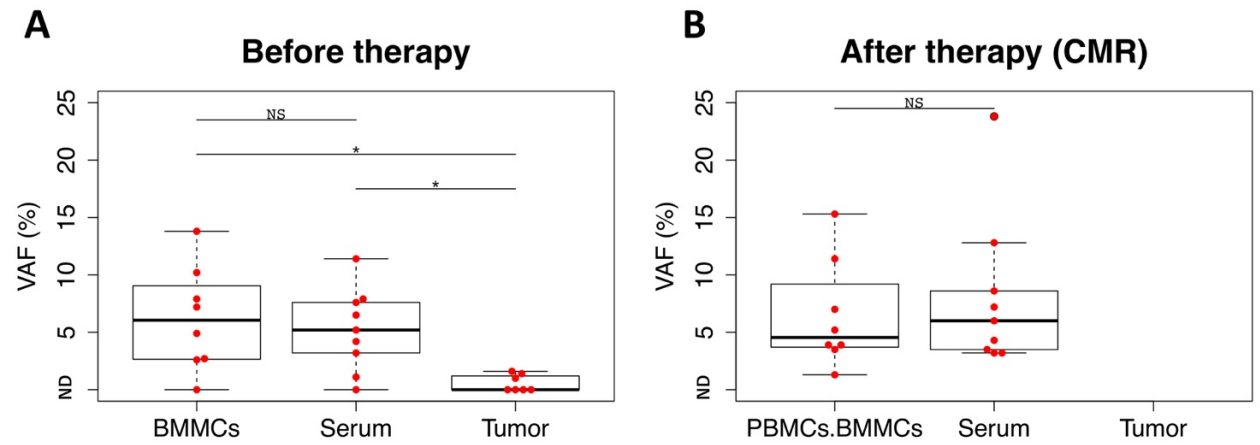 A
Before therapy
VAF (%)
25
20
15
10
5
ND
NS
*
*
BMMCs Serum Tumor
B
After therapy (CMR)
VAF (%)
25
20
15
10
5
ND
NS
PBMCs.BMMCs Serum Tumor